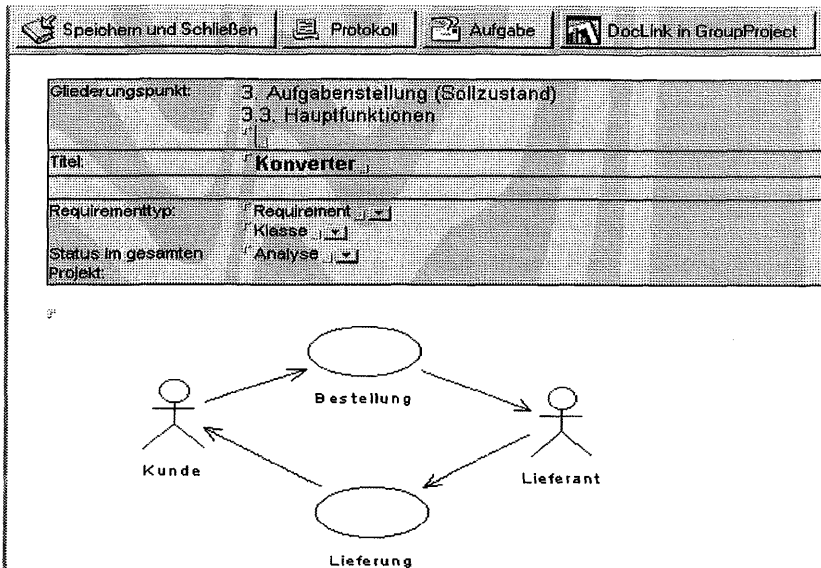 Speichern und Schließen Protokoll Aufgabe DocLink in GroupProject
Gliederungspunkt: 3. Aufgabenstellung (Sollzustand)
3.3. Hauptfunktionen
Titel: Konverter
Requirementtyp: Requirement
Klasse
Status im gesamten Analyse
Projekt:
Bestellung
Kunde
Lieferant
Lieferung